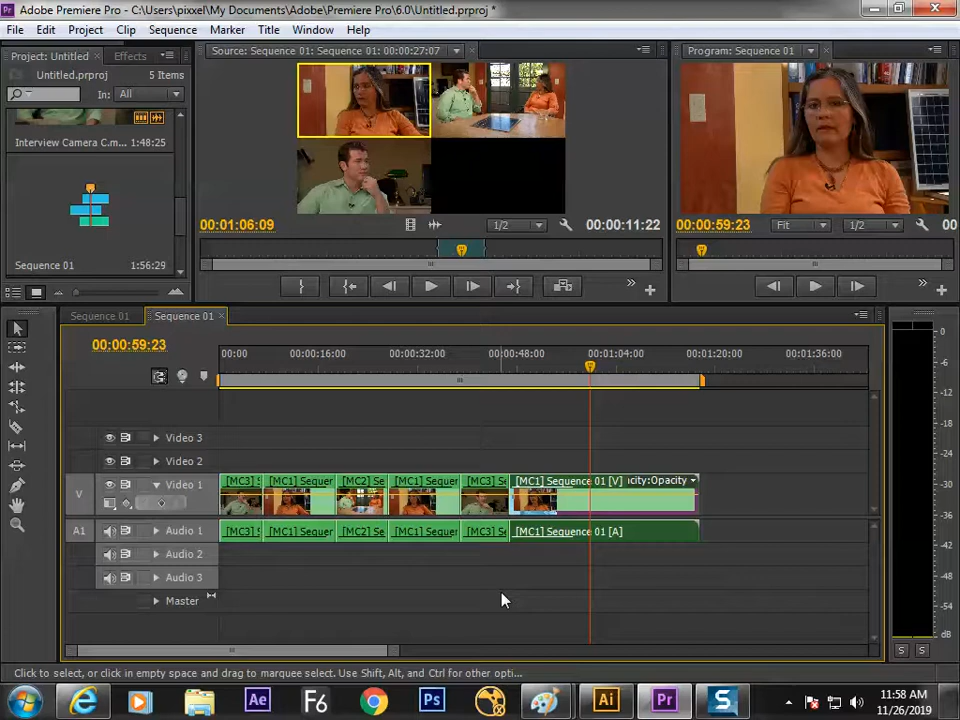 Adobe Premiere Pro - C:\Users\pixxel\My Documents\Adobe\Premiere Pro\6.0\Untitled.prproj *
File Edit Project Clip Sequence Marker Title Window Help
Project: Untitled
Effects
Untitled.prproj
5 Items
In: All
Interview Camera C.m...
1:48:25
Sequence 01
1:56:29
Source: Sequence 01: Sequence 01: 00:00:27:07
00:01:06:09
1/2
00:00:11:22
Program: Sequence 01
00:00:59:23
Fit
1/2
Sequence 01
Sequence 01
00:00:59:23
00:00
00:00:16:00
00:00:32:00
00:00:48:00
00:01:04:00
00:01:20:00
00:01:36:00
Video 3
Video 2
V
Video 1
[MC3] S
[MC1] Sequer
[MC2] Se
[MC1] Sequer
[MC3] Se
[MC1] Sequence 01 [V]
icity:Opacity
A1
Audio 1
[MC3] S
[MC1] Sequer
[MC2] Se
[MC1] Sequer
[MC3] Se
[MC1] Sequence 01 [A]
Audio 2
Audio 3
Master
0
-6
-12
-18
-24
-30
-36
-42
-48
-54
dB
S S
Click to select, or click in empty space and drag to marquee select. Use Shift, Alt, and Ctrl for other opti...
Ae
F6
Ps
Ai
Pr
S
11:58 AM
11/26/2019